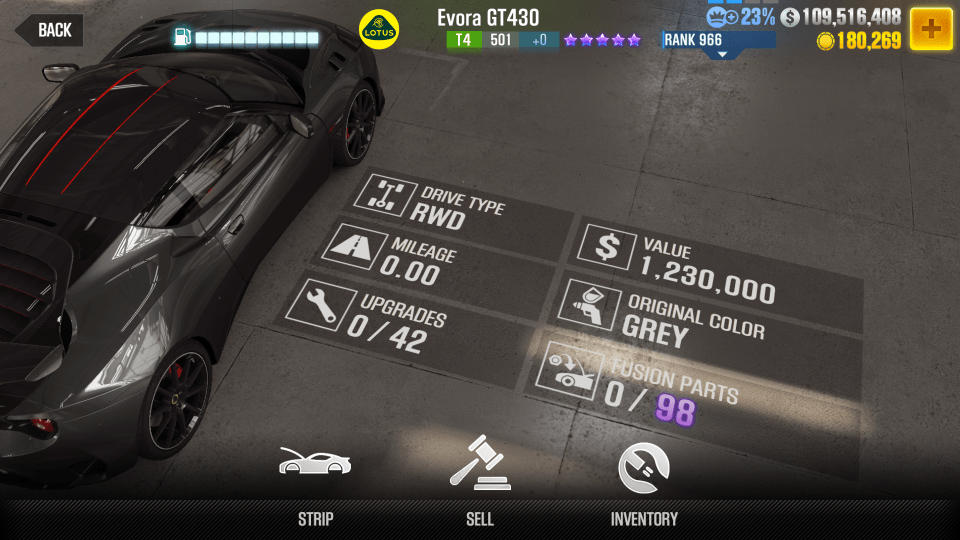 BACK
LOTUS
Evora GT430
T4 501 +0
23%
109,516,408
RANK 966
180,269
DRIVE TYPE
RWD
MILEAGE
0.00
UPGRADES
0/42
VALUE
1,230,000
ORIGINAL COLOR
GREY
FUSION PARTS
0/98
STRIP
SELL
INVENTORY